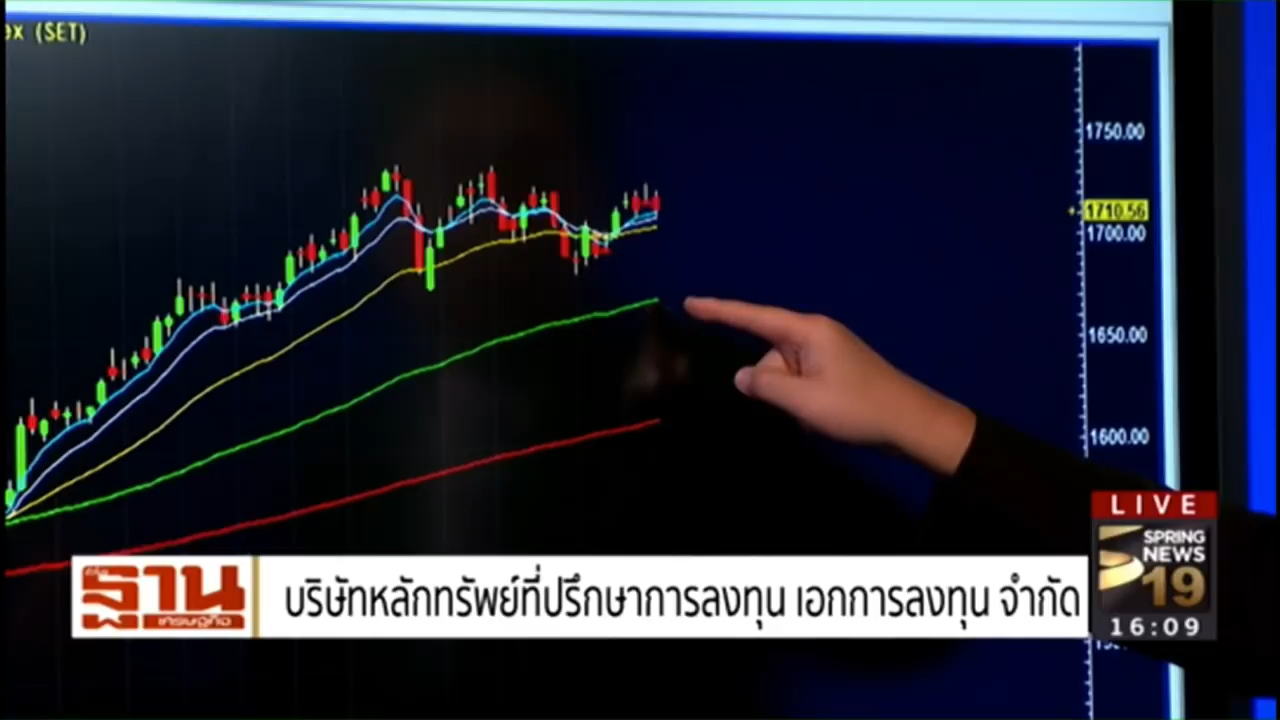 ex (SET)
1750.00
1710.56
1700.00
1650.00
1600.00
LIVE
SPRING
NEWS
19
16:09
ฐาน
เศรษฐกิจ
บริษัทหลักทรัพย์ที่ปรึกษาการลงทุน เอกการลงทุน จำกัด